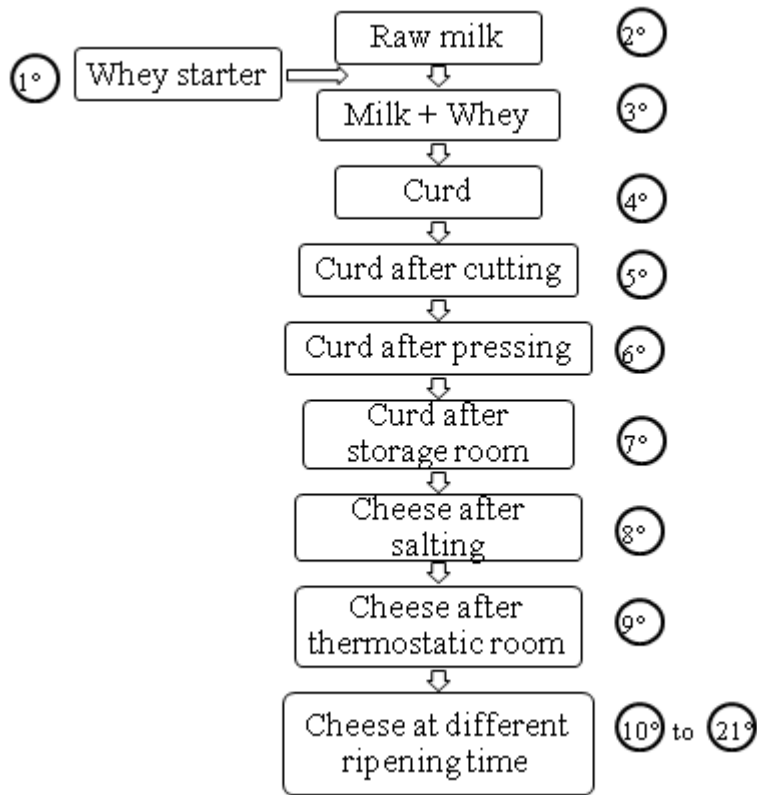 Raw milk
2°
1°
Whey starter
Milk + Whey
3°
Curd
4°
Curd after cutting
5°
Curd after pressing
6°
Curd after
storage room
7°
Cheese after
salting
8°
Cheese after
thermostatic room
9°
Cheese at different
ripening time
10° to 21°